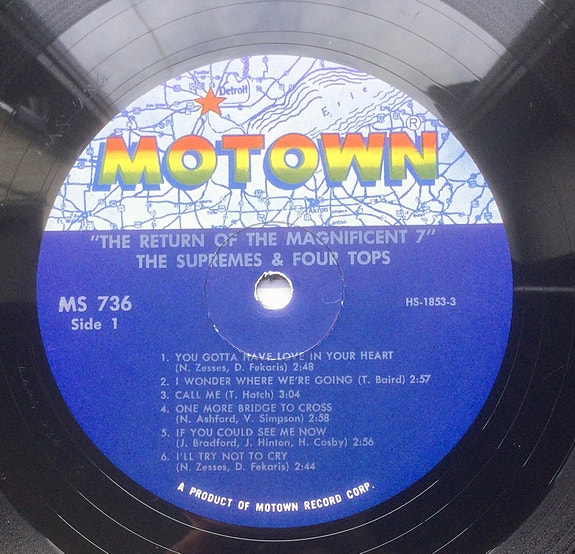 Detroit
Erie
MOTOWN®
Akron
"THE RETURN OF THE MAGNIFICENT 7"
THE SUPREMES & FOUR TOPS
MS 736
HS-1853-3
Side 1
1. YOU GOTTA HAVE LOVE IN YOUR HEART
(N. Zesses, D. Fekaris) 2:48
2. I WONDER WHERE WE'RE GOING (T. Baird) 2:57
3. CALL ME (T. Hatch) 3:04
4. ONE MORE BRIDGE TO CROSS
(N. Ashford, V. Simpson) 2:58
5. IF YOU COULD SEE ME NOW
(J. Bradford, J. Hinton, H. Cosby) 2:56
6. I'LL TRY NOT TO CRY
(N. Zesses, D. Fekaris) 2:44
A PRODUCT OF MOTOWN RECORD CORP.